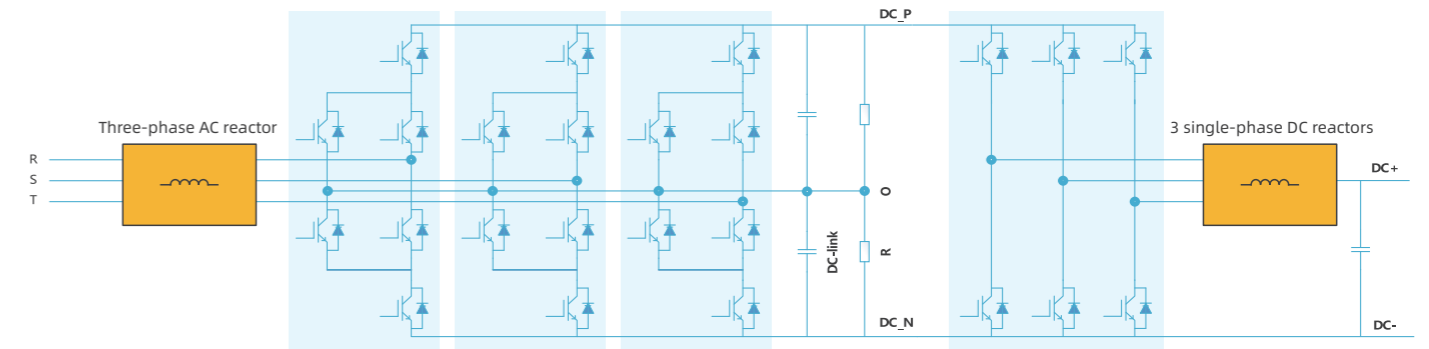 DC_P
Three-phase AC reactor
3 single-phase DC reactors
R
S
T
DC+
O
DC-link
R
DC_N
DC-